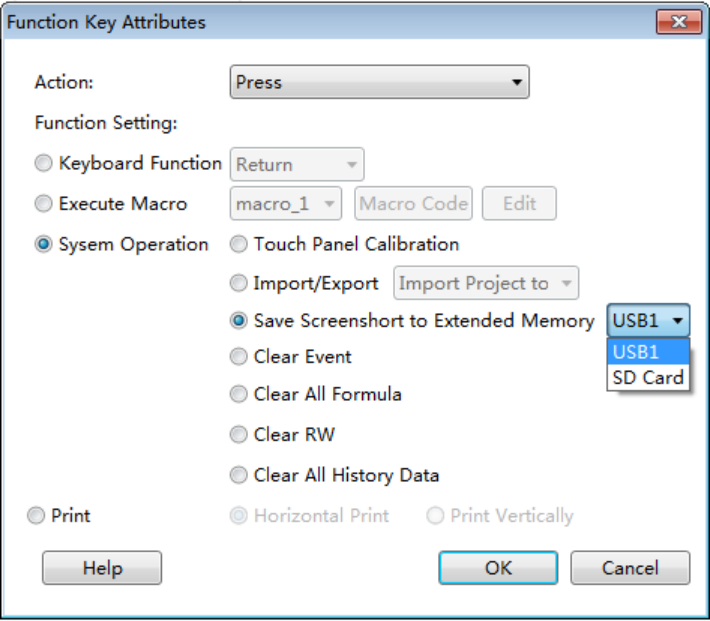 Function Key Attributes
Action: Press
Function Setting:
Keyboard Function Return
Execute Macro macro_1 Macro Code Edit
Sysem Operation Touch Panel Calibration
Import/Export Import Project to
Save Screenshort to Extended Memory USB1
USB1
Clear Event
SD Card
Clear All Formula
Clear RW
Clear All History Data
Print Horizontal Print Print Vertically
Help OK Cancel